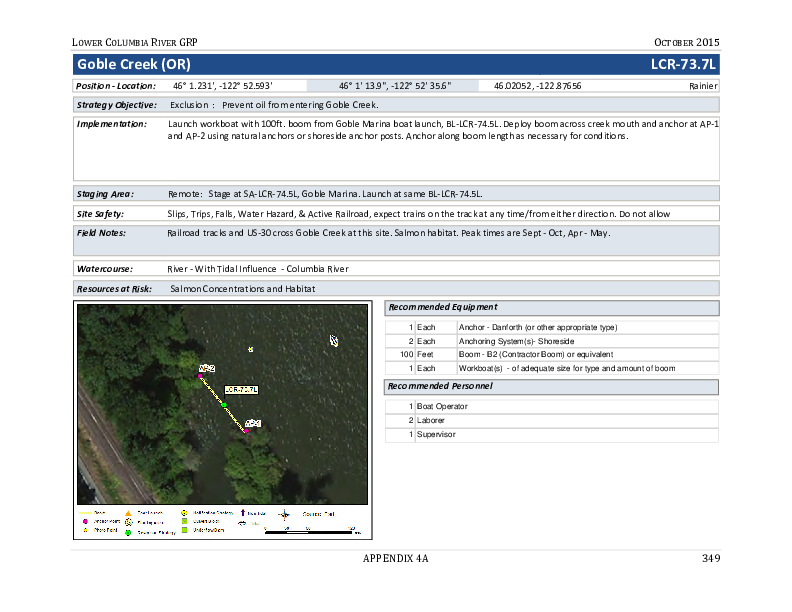 LOWER COLUMBIA RIVER GRP OCTOBER 2015
Goble Creek (OR) LCR-73.7L
Position - Location: 46° 1.231', -122° 52.593' 46° 1' 13.9", -122° 52' 35.6" 46.02052, -122.87656 Rainier
Strategy Objective: Exclusion : Prevent oil from entering Goble Creek.
Implementation: Launch workboat with 100ft. boom from Goble Marina boat launch, BL-LCR-74.5L. Deploy boom across creek mouth and anchor at AP-1
and AP-2 using natural anchors or shoreside anchor posts. Anchor along boom length as necessary for conditions.
Staging Area: Remote: Stage at SA-LCR-74.5L, Goble Marina. Launch at same BL-LCR-74.5L.
Site Safety: Slips, Trips, Falls, Water Hazard, & Active Railroad, expect trains on the track at any time/from either direction. Do not allow
Field Notes: Railroad tracks and US-30 cross Goble Creek at this site. Salmon habitat. Peak times are Sept - Oct, Apr - May.
Watercourse: River - With Tidal Influence - Columbia River
Resources at Risk: Salmon Concentrations and Habitat
Recommended Equipment
1 Each Anchor - Danforth (or other appropriate type)
2 Each Anchoring System(s)- Shoreside
100 Feet Boom - B2 (Contractor Boom) or equivalent
1 Each Workboat(s) - of adequate size for type and amount of boom
Recommended Personnel
1 Boat Operator
2 Laborer
1 Supervisor
AP-2
LCR-73.7L
AP-1
Anchor Point
Photo Point
APPENDIX 4A 349